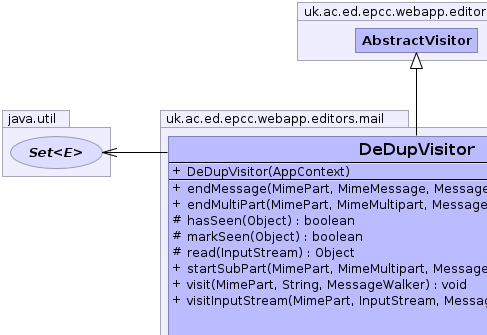 uk.ac.ed.epcc.webapp.editors
AbstractVisitor
java.util
Set<E>
uk.ac.ed.epcc.webapp.editors.mail
DeDupVisitor
+ DeDupVisitor(AppContext)
+ endMessage(MimePart, MimeMessage, Message
+ endMultiPart(MimePart, MimeMultipart, Message
# hasSeen(Object) : boolean
# markSeen(Object) : boolean
# read(InputStream) : Object
+ startSubPart(MimePart, MimeMultipart, Message
+ visit(MimePart, String, MessageWalker) : void
+ visitInputStream(MimePart, InputStream, Messag